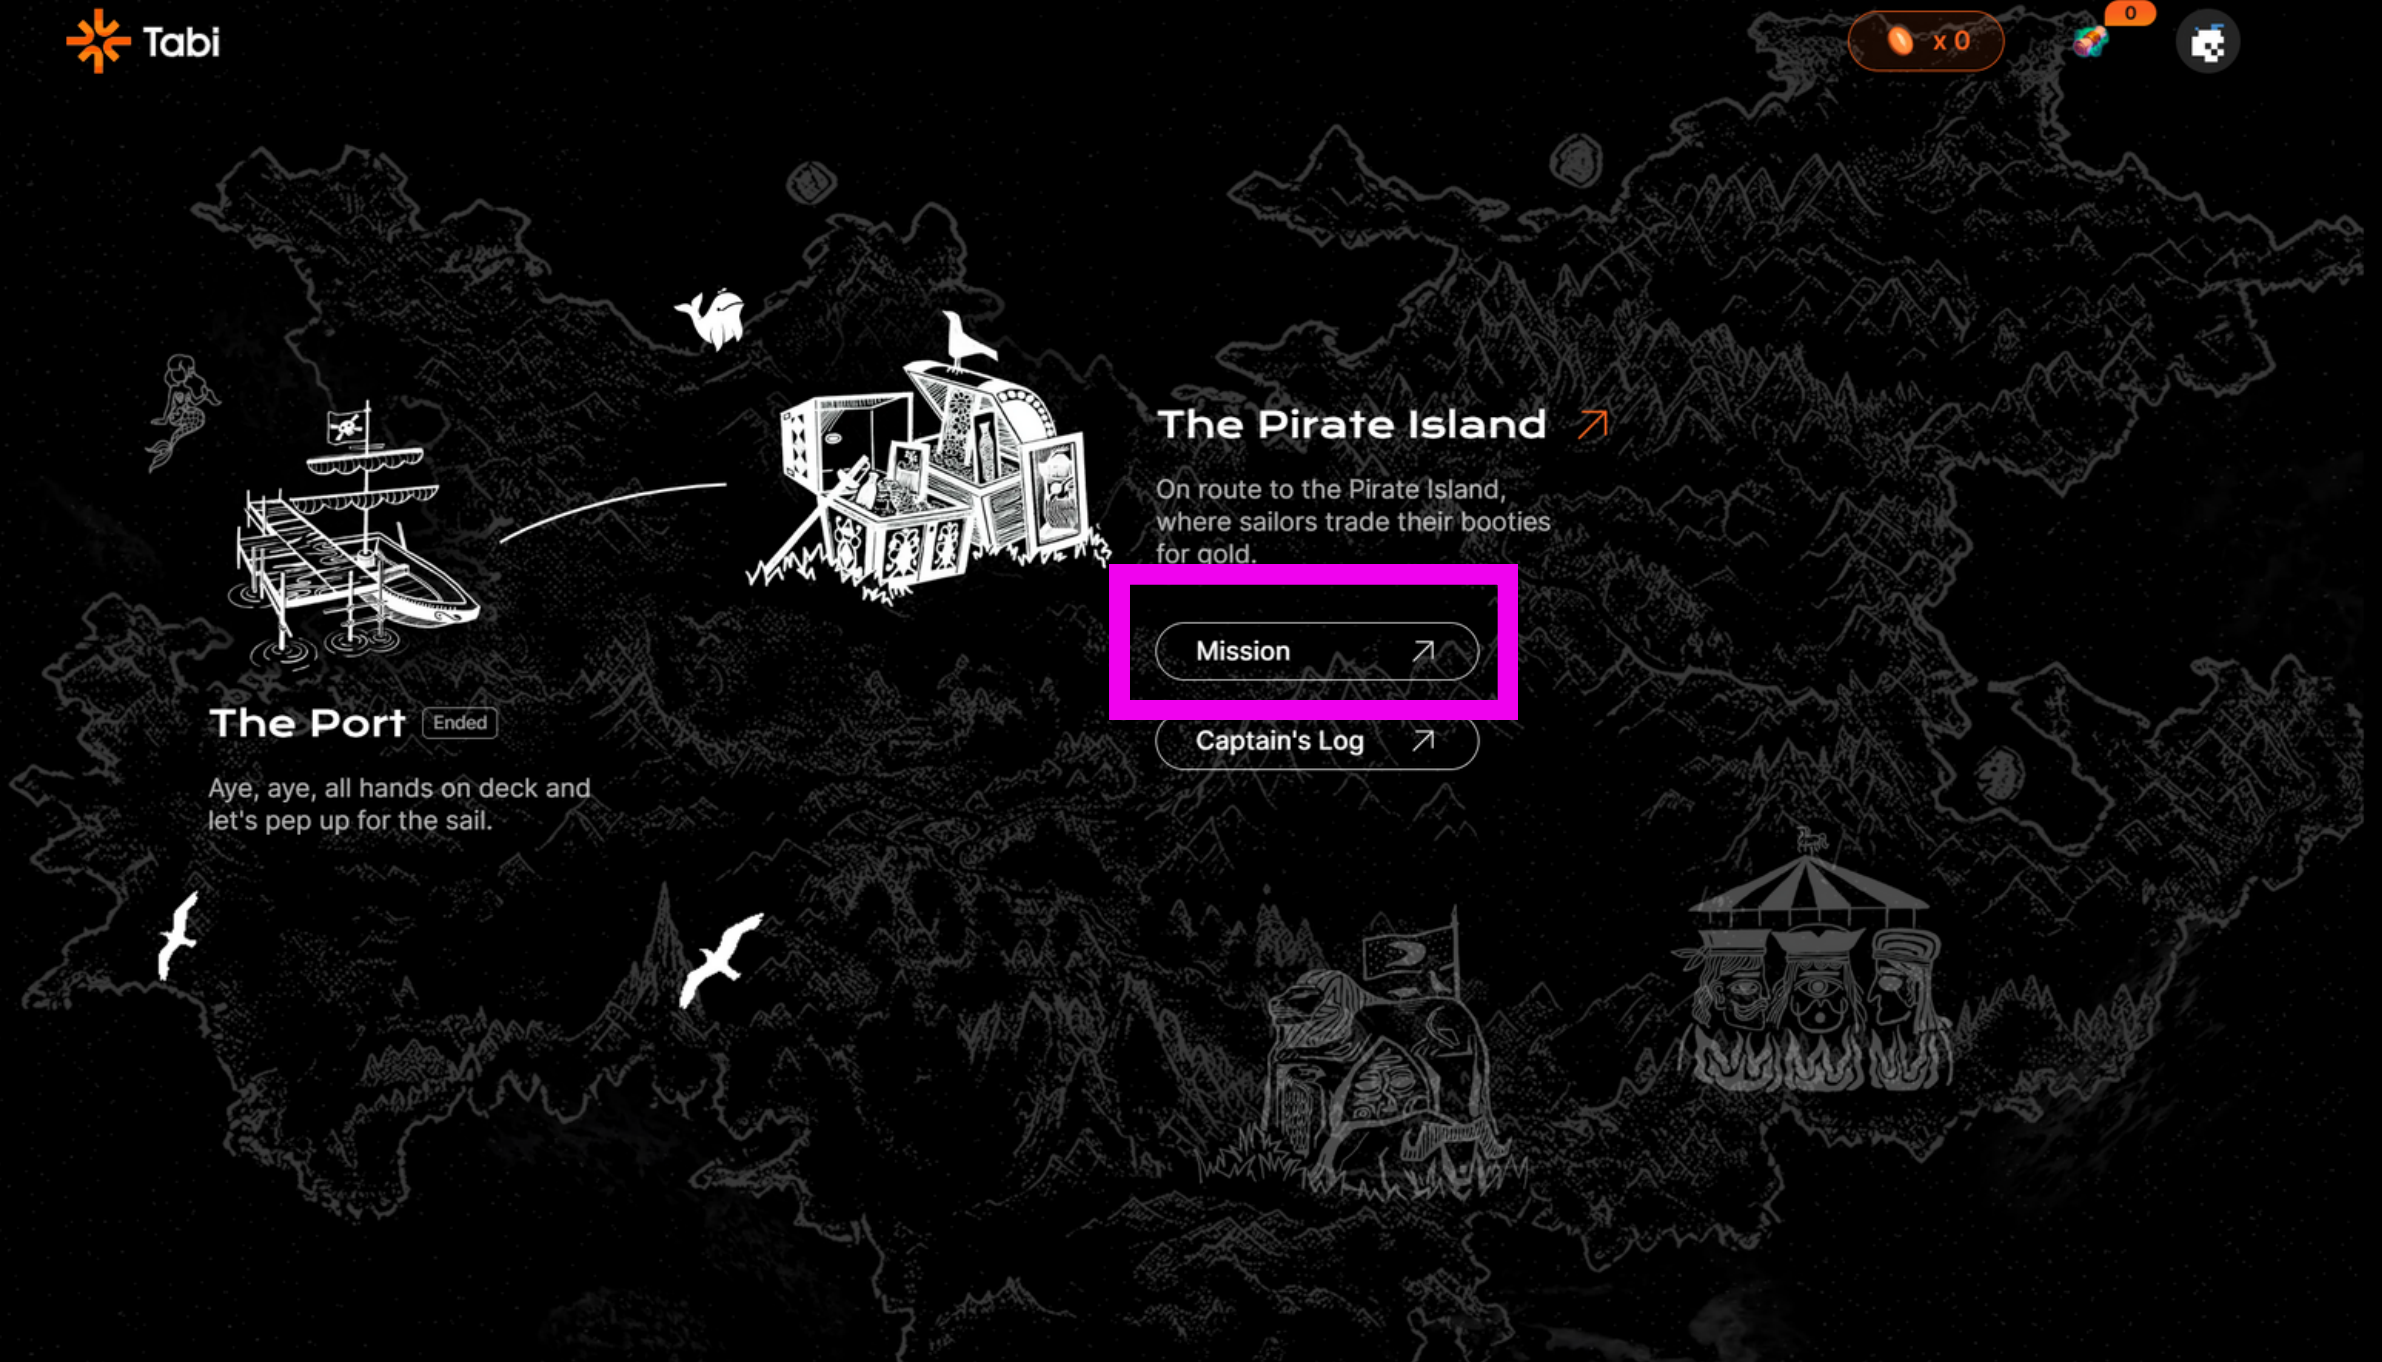 Tabi
x 0
0
The Pirate Island
On route to the Pirate Island,
where sailors trade their booties
for gold.
Mission
Captain's Log
The Port
Ended
Aye, aye, all hands on deck and
let's pep up for the sail.